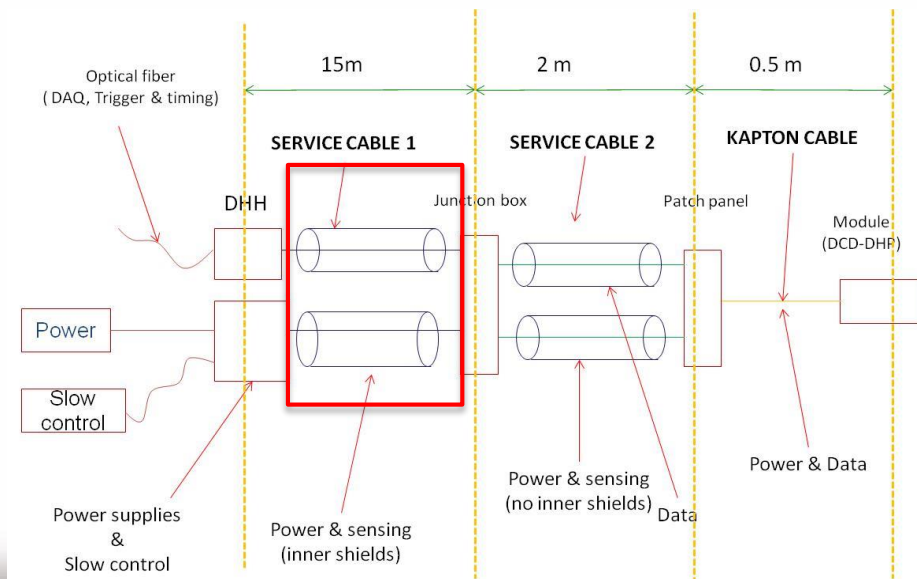 15m
2 m
0.5 m
Optical fiber
( DAQ, Trigger & timing)
SERVICE CABLE 1
SERVICE CABLE 2
KAPTON CABLE
DHH
Junction box
Patch panel
Module
(DCD-DHP)
Power
Slow
control
Power supplies
&
Slow control
Power & sensing
(inner shields)
Power & sensing
(no inner shields)
Data
Power & Data